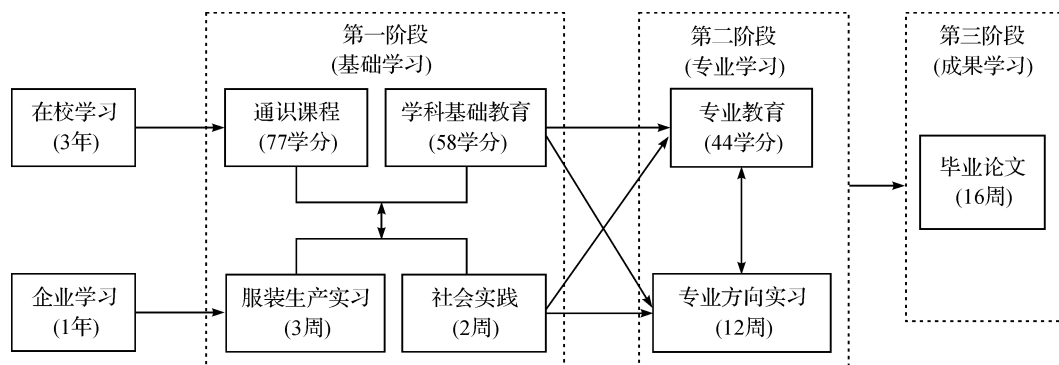 第一阶段
(基础学习)
第二阶段
(专业学习)
第三阶段
(成果学习)
在校学习
(3年)
通识课程
(77学分)
学科基础教育
(58学分)
专业教育
(44学分)
毕业论文
(16周)
企业学习
(1年)
服装生产实习
(3周)
社会实践
(2周)
专业方向实习
(12周)